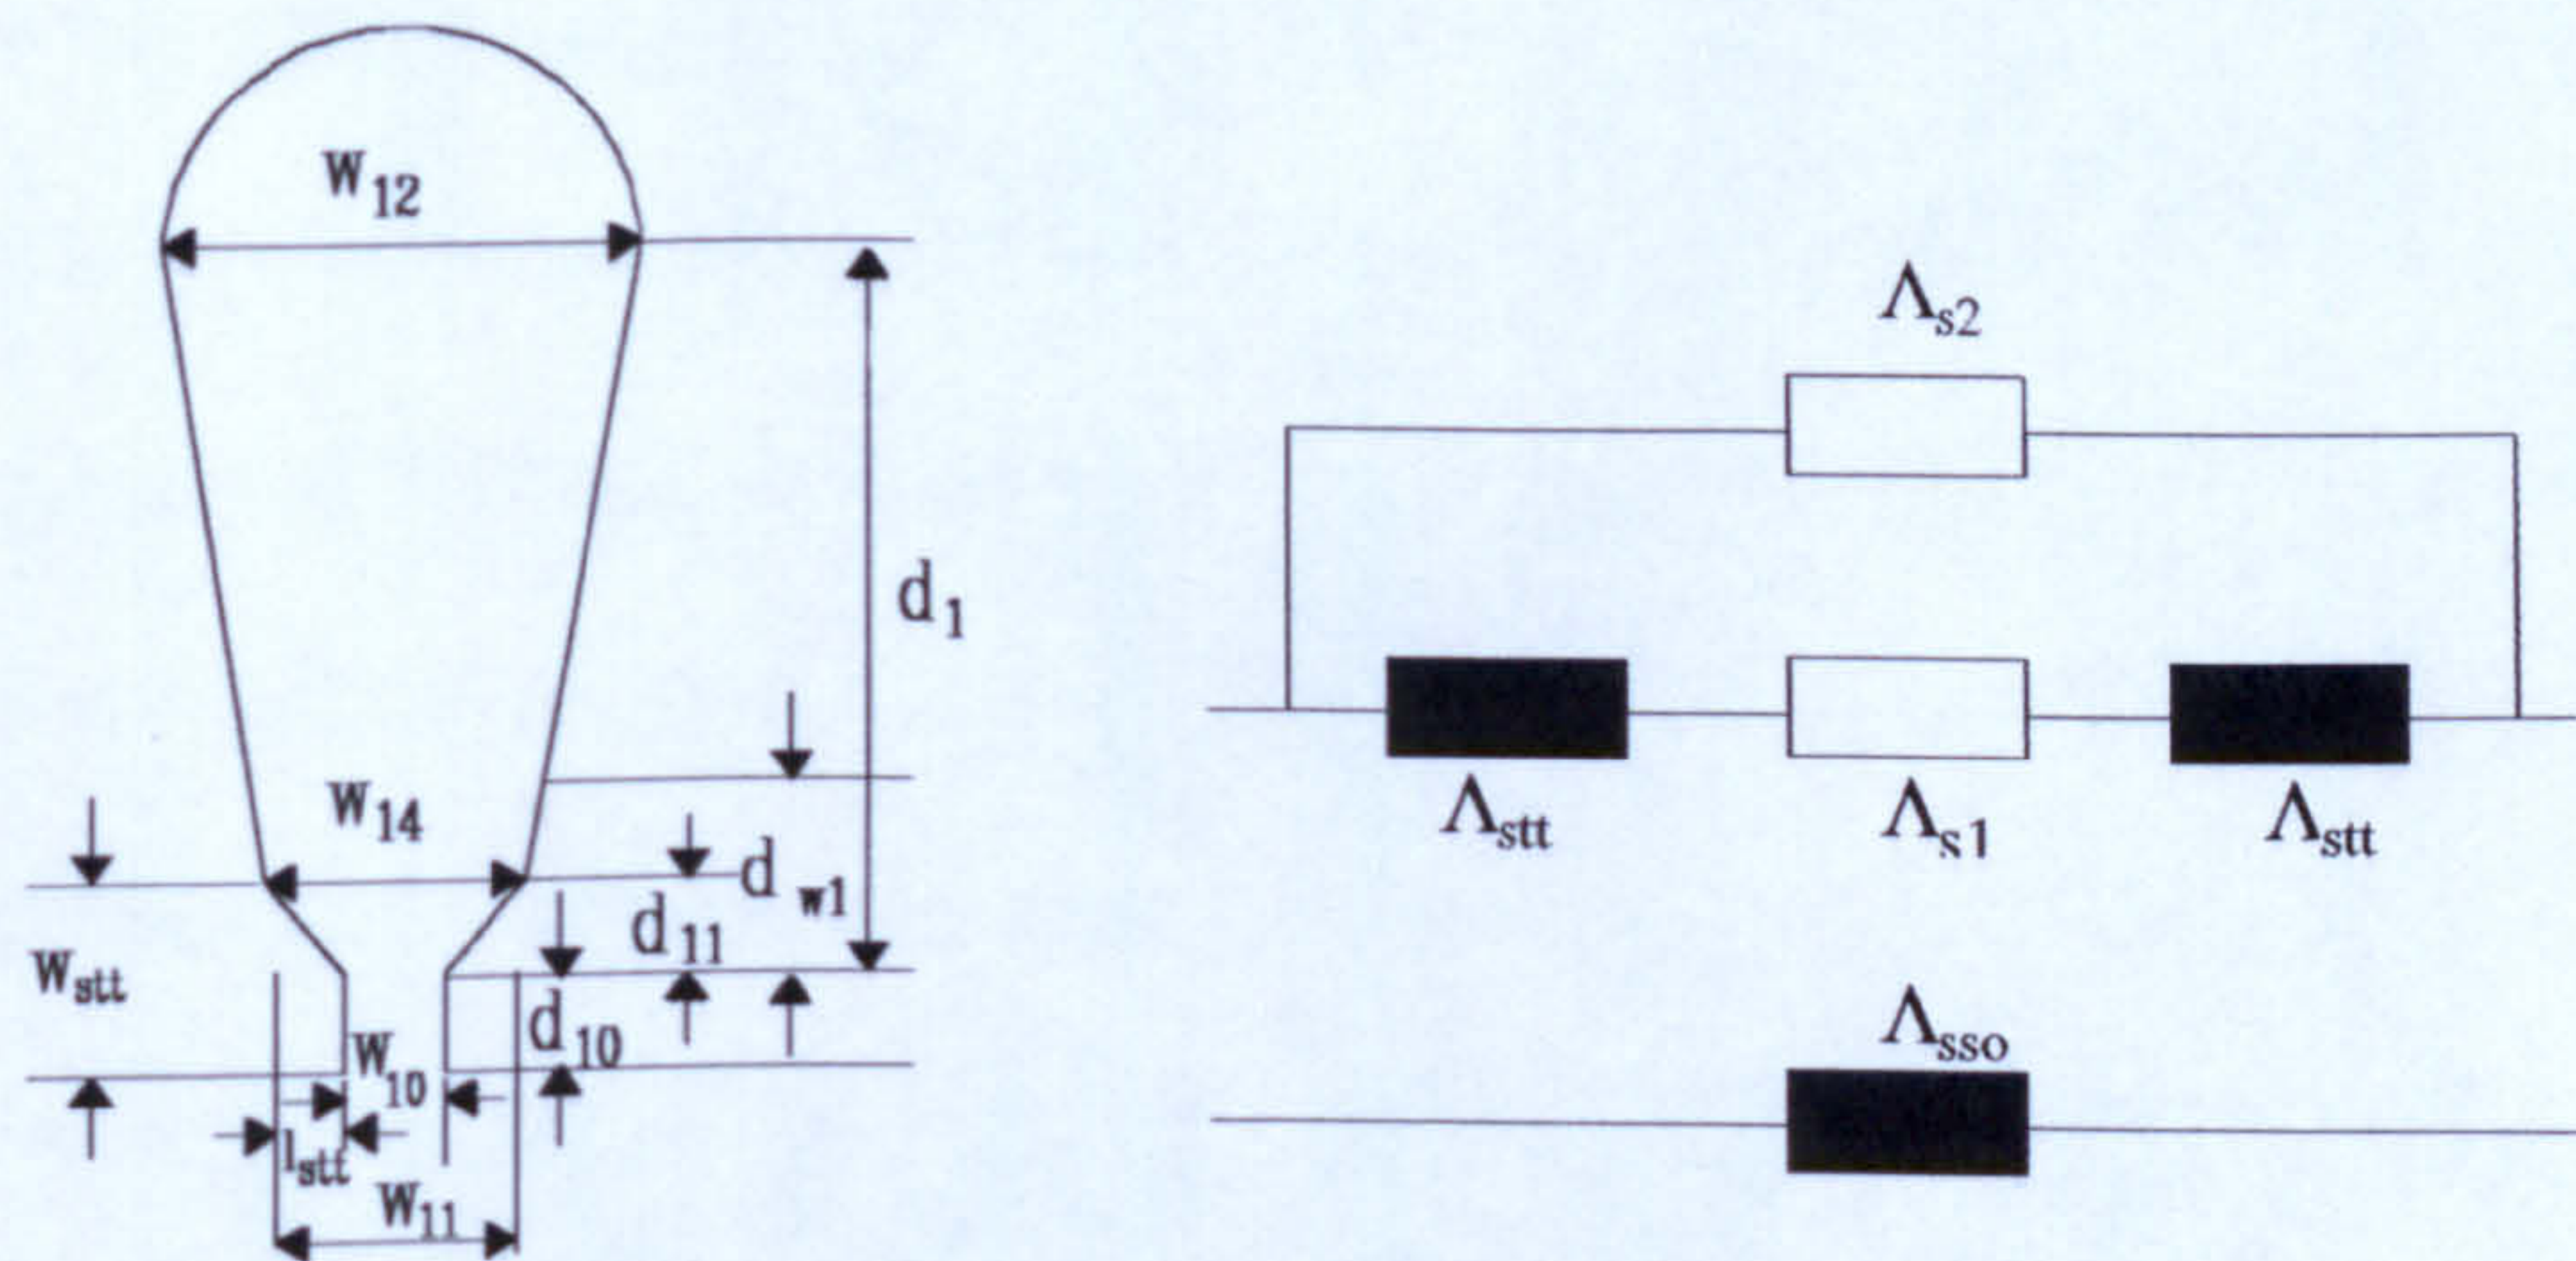 W12
d1
W14
dw1
d11
Wstt
d10
W10
lstt
W11
Λs2
Λstt
Λs1
Λstt
Λsso